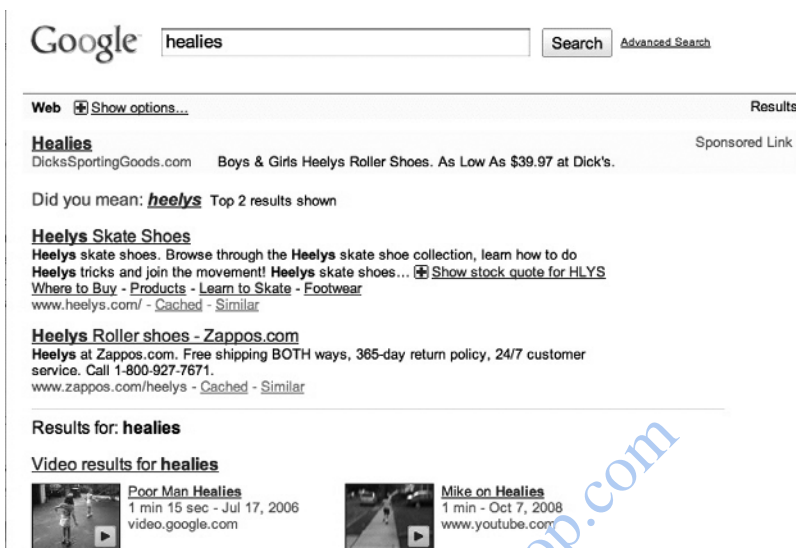 Google healies Search Advanced Search
Web Show options... Results
Healies Sponsored Link
DicksSportingGoods.com Boys & Girls Heelys Roller Shoes. As Low As $39.97 at Dick's.
Did you mean: heelys Top 2 results shown
Heelys Skate Shoes
Heelys skate shoes. Browse through the Heelys skate shoe collection, learn how to do
Heelys tricks and join the movement! Heelys skate shoes... Show stock quote for HLYS
Where to Buy - Products - Learn to Skate - Footwear
www.heelys.com/ - Cached - Similar
Heelys Roller shoes - Zappos.com
Heelys at Zappos.com. Free shipping BOTH ways, 365-day return policy, 24/7 customer
service. Call 1-800-927-7671.
www.zappos.com/heelys - Cached - Similar
Results for: healies
Video results for healies
Poor Man Healies
1 min 15 sec - Jul 17, 2006
video.google.com
Mike on Healies
1 min - Oct 7, 2008
www.youtube.com